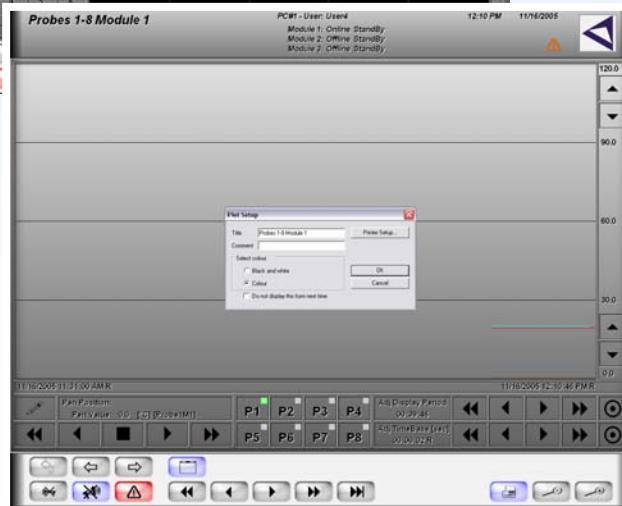 Probes 1-8 Module 1
PC#1 - User: User4
Module 1: Online StandBy
Module 2: Offline StandBy
Module 3: Offline StandBy
12:10 PM 11/16/2005
120.0
90.0
60.0
30.0
0.0
Plot Setup
Title Probes 1-8 Module 1
Printer Setup...
Comment
Select colour
Black and white
Colour
OK
Cancel
Do not display this form next time
11/16/2005 11:31:00 AM R
11/16/2005 12:10:46 PM R
Pen Position:
Pen Value: 0.0 [°C] [Probe1M1]
P1 P2 P3 P4
Adj Display Period
00:39:46
P5 P6 P7 P8
Adj TimeBase [sec]
00:00:02 R